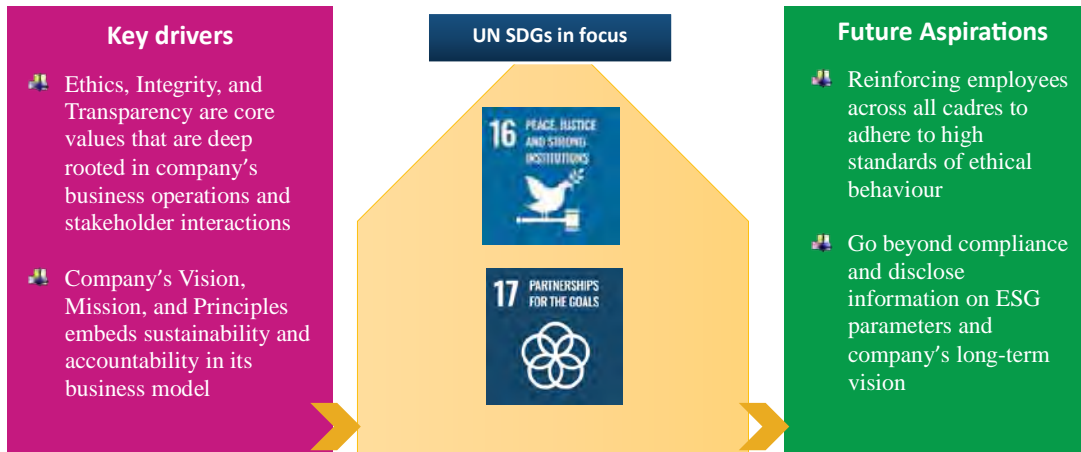 Key drivers
Ethics, Integrity, and
Transparency are core
values that are deep
rooted in company's
business operations and
stakeholder interactions
Company's Vision,
Mission, and Principles
embeds sustainability and
accountability in its
business model
UN SDGs in focus
16 PEACE, JUSTICE
AND STRONG
INSTITUTIONS
17 PARTNERSHIPS
FOR THE GOALS
Future Aspirations
Reinforcing employees
across all cadres to
adhere to high
standards of ethical
behaviour
Go beyond compliance
and disclose
information on ESG
parameters and
company's long-term
vision